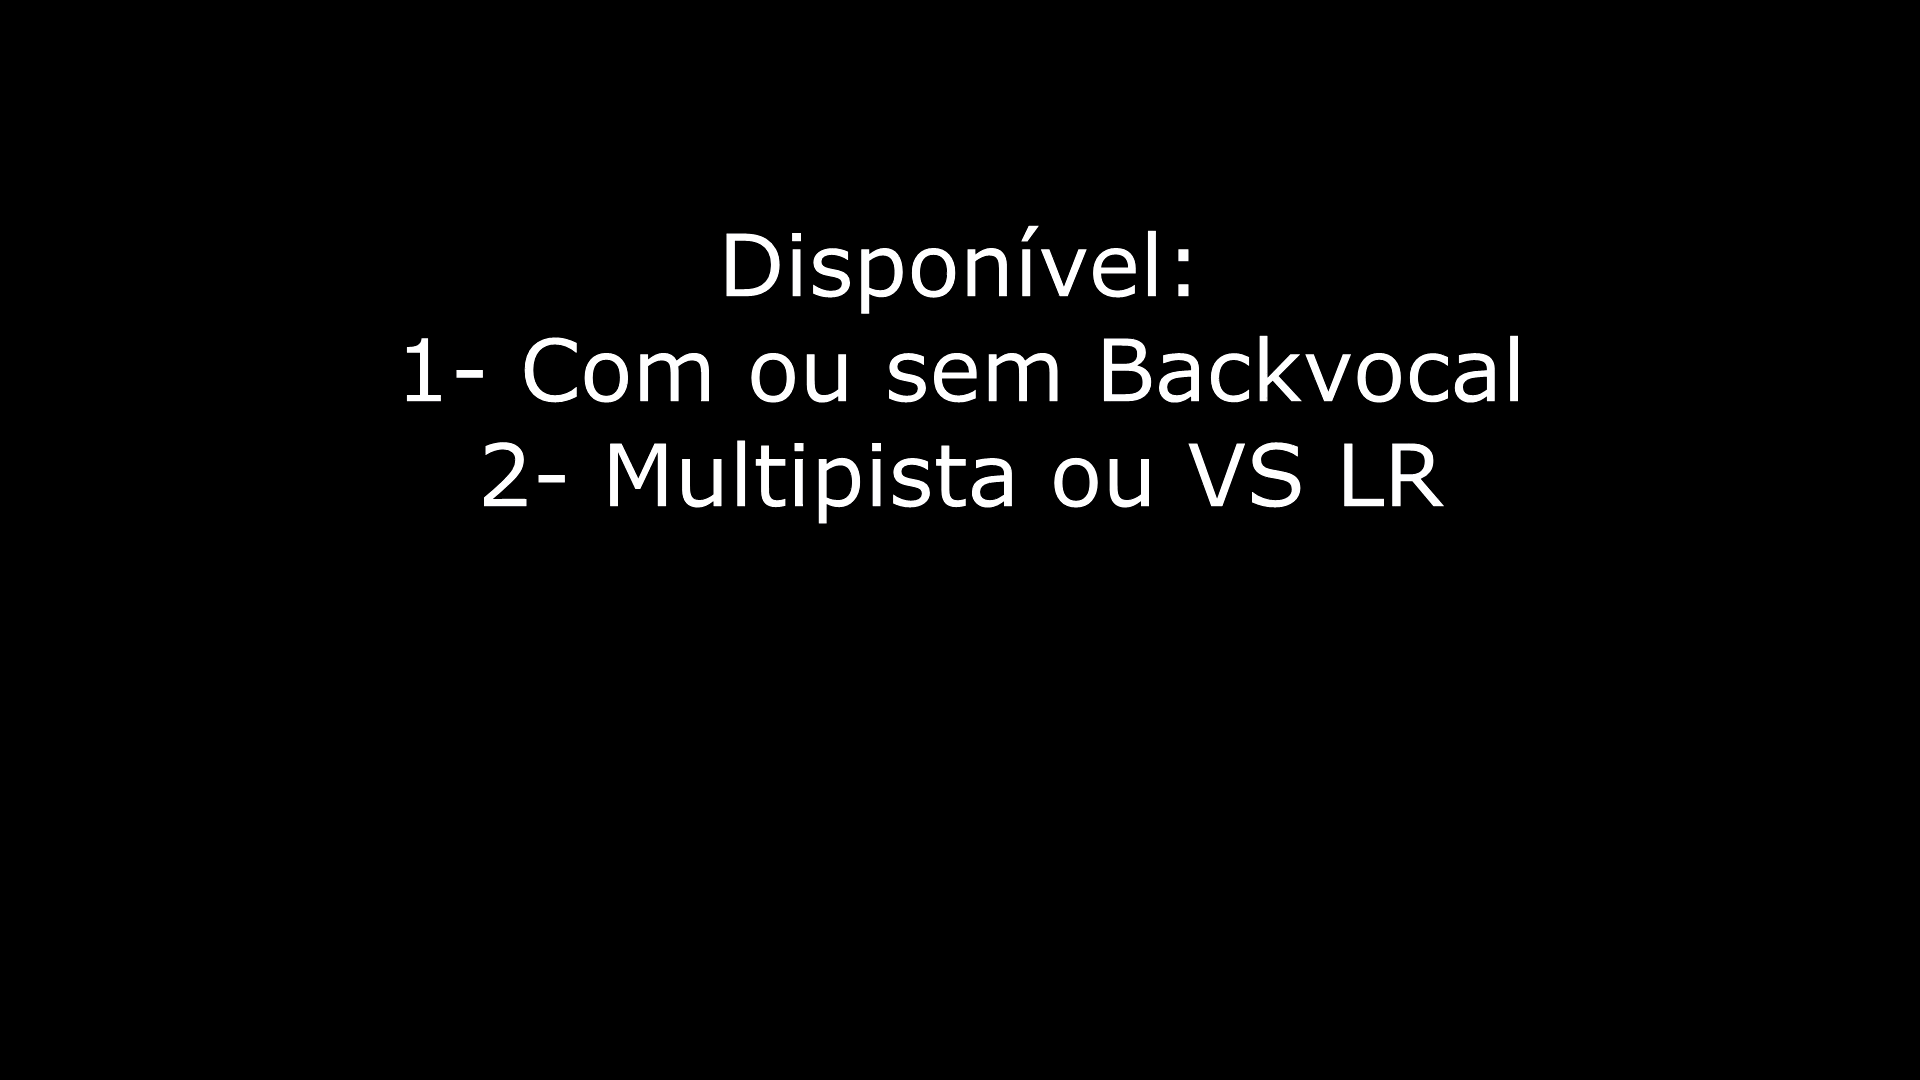 Disponível:
1- Com ou sem Backvocal
2- Multipista ou VS LR